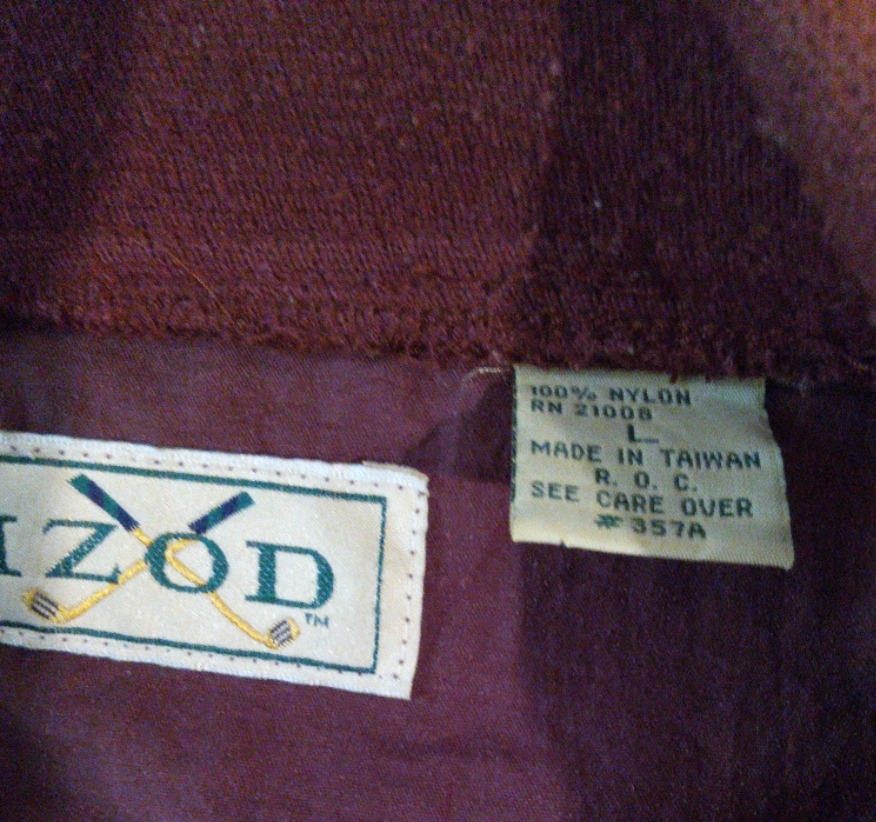 IZOD
TM
100% NYLON
RN 21008
L
MADE IN TAIWAN
R. O. C.
SEE CARE OVER
# 357A